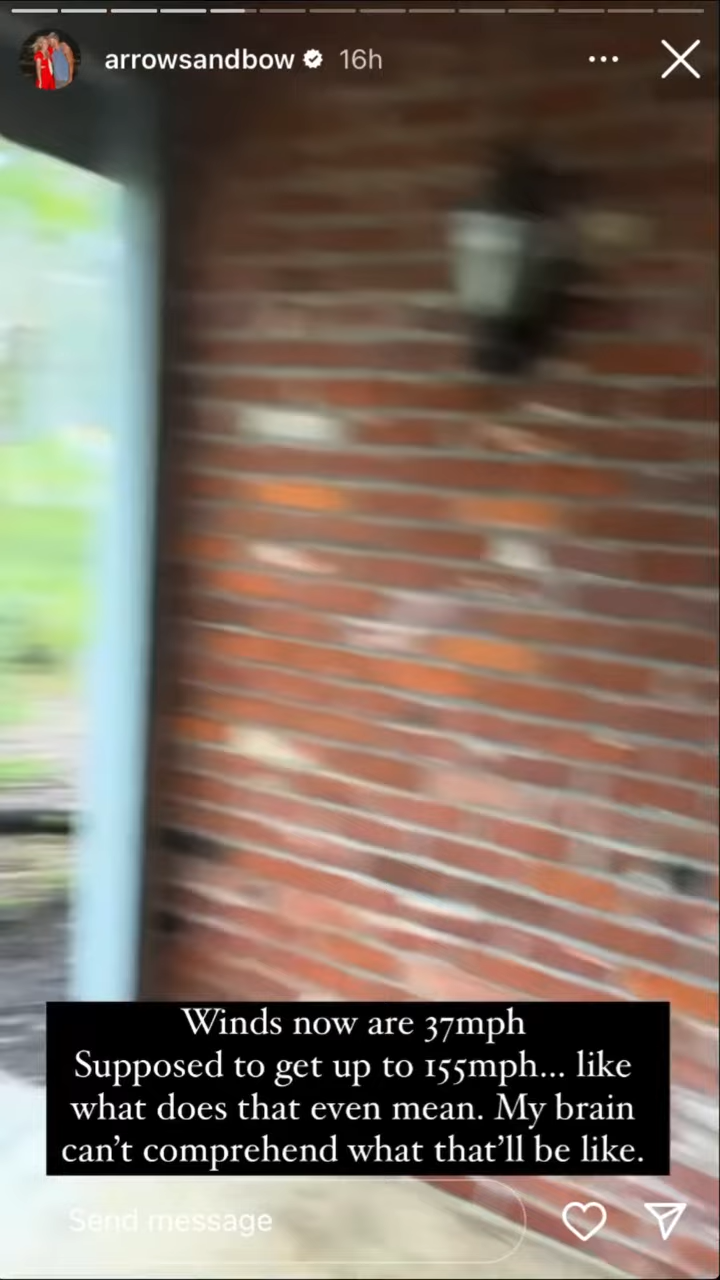 arrowsandbow 16h
Winds now are 37mph
Supposed to get up to 155mph... like
what does that even mean. My brain
can't comprehend what that'll be like.
Send message